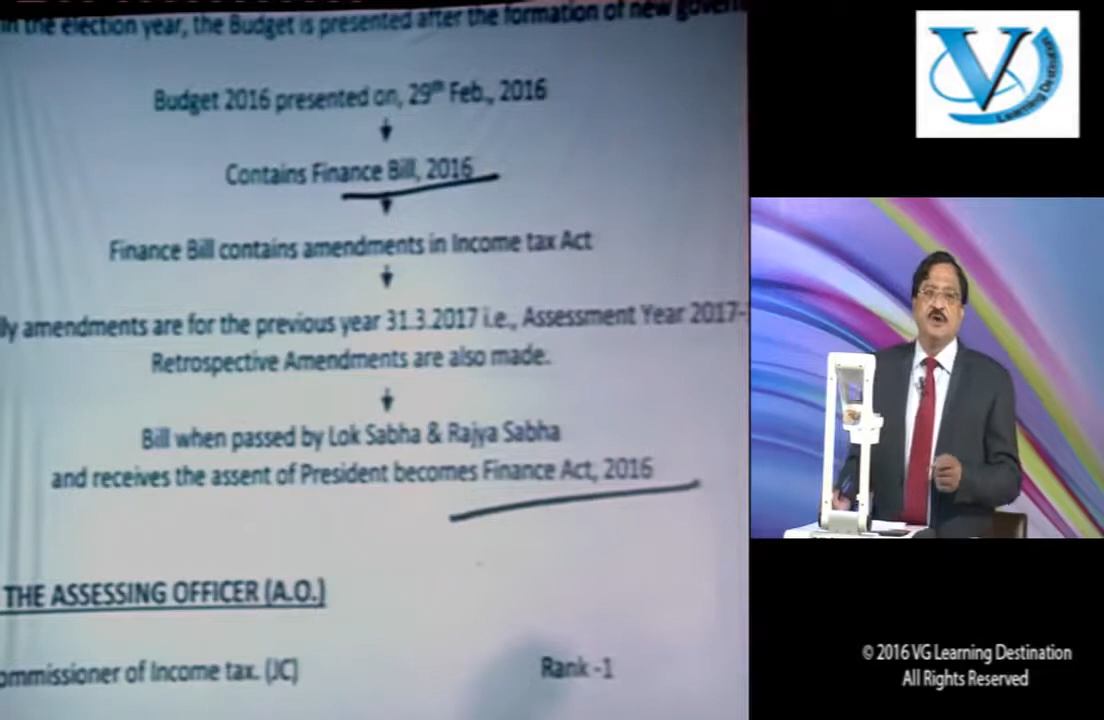 in the election year, the Budget is presented after the formation of new
Budget 2016 presented on, 29th Feb., 2016
Contains Finance Bill, 2016
Finance Bill contains amendments in Income tax Act
amendments are for the previous year 31.3.2017 i.e., Assessment Year 2017-
Retrospective Amendments are also made.
Bill when passed by Lok Sabha & Rajya Sabha
and receives the assent of President becomes Finance Act, 2016
THE ASSESSING OFFICER (A.O.)
ommissioner of Income tax. (JC) Rank -1
V
Learning Destination
© 2016 VG Learning Destination
All Rights Reserved